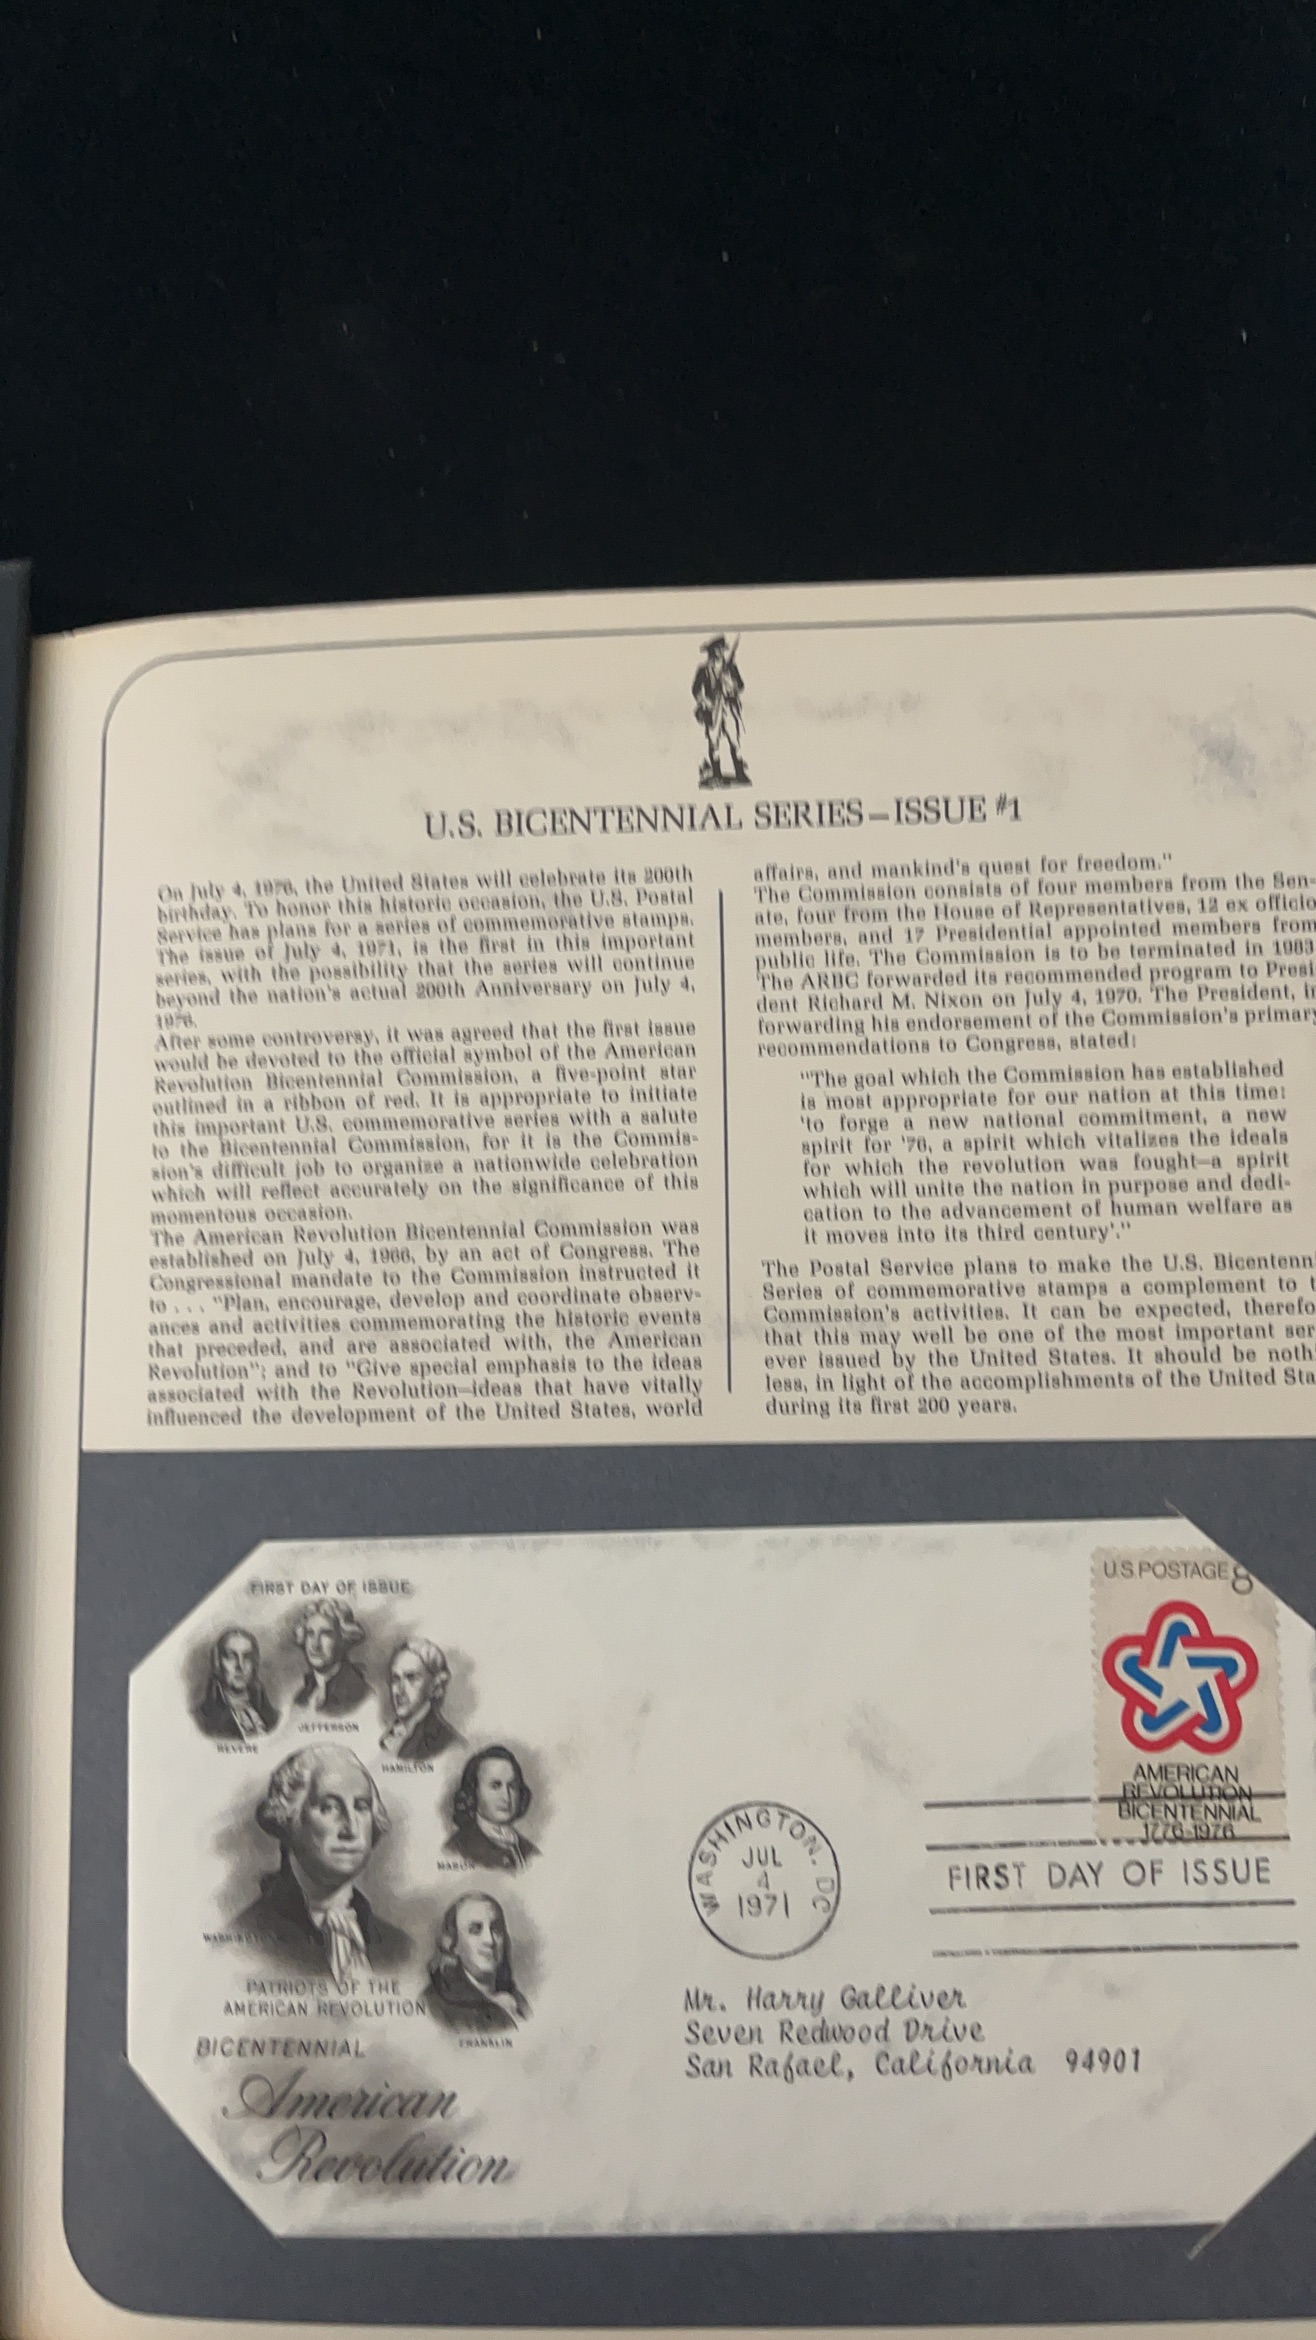 U.S. BICENTENNIAL SERIES–ISSUE #1
On July 4, 1976, the United States will celebrate its 200th
birthday. To honor this historic occasion, the U.S. Postal
Service has plans for a series of commemorative stamps.
The issue of July 4, 1971, is the first in this important
series, with the possibility that the series will continue
beyond the nation's actual 200th Anniversary on July 4,
1976.
After some controversy, it was agreed that the first issue
would be devoted to the official symbol of the American
Revolution Bicentennial Commission, a five-point star
outlined in a ribbon of red. It is appropriate to initiate
this important U.S. commemorative series with a salute
to the Bicentennial Commission, for it is the Commis-
sion's difficult job to organize a nationwide celebration
which will reflect accurately on the significance of this
momentous occasion.
The American Revolution Bicentennial Commission was
established on July 4, 1966, by an act of Congress. The
Congressional mandate to the Commission instructed it
to . . . "Plan, encourage, develop and coordinate observ-
ances and activities commemorating the historic events
that preceded, and are associated with, the American
Revolution"; and to "Give special emphasis to the ideas
associated with the Revolution—ideas that have vitally
influenced the development of the United States, world
affairs, and mankind's quest for freedom."
The Commission consists of four members from the Sen-
ate, four from the House of Representatives, 12 ex officio
members, and 17 Presidential appointed members from
public life. The Commission is to be terminated in 1983
The ARBC forwarded its recommended program to Presi
dent Richard M. Nixon on July 4, 1970. The President, in
forwarding his endorsement of the Commission's primary
recommendations to Congress, stated:
"The goal which the Commission has established
is most appropriate for our nation at this time:
'to forge a new national commitment, a new
spirit for '76, a spirit which vitalizes the ideals
for which the revolution was fought—a spirit
which will unite the nation in purpose and dedi-
cation to the advancement of human welfare as
it moves into its third century'."
The Postal Service plans to make the U.S. Bicentenn
Series of commemorative stamps a complement to t
Commission's activities. It can be expected, therefo
that this may well be one of the most important ser
ever issued by the United States. It should be noth
less, in light of the accomplishments of the United Sta
during its first 200 years.
FIRST DAY OF ISSUE
REVERE
JEFFERSON
HAMILTON
MASON
WASHINGTON
FRANKLIN
PATRIOTS OF THE
AMERICAN REVOLUTION
BICENTENNIAL
American
Revolution
U.S. POSTAGE 8
AMERICAN
REVOLUTION
BICENTENNIAL
1776-1976
WASHINGTON. DC
JUL
4
1971
FIRST DAY OF ISSUE
Mr. Harry Galliver
Seven Redwood Drive
San Rafael, California 94901